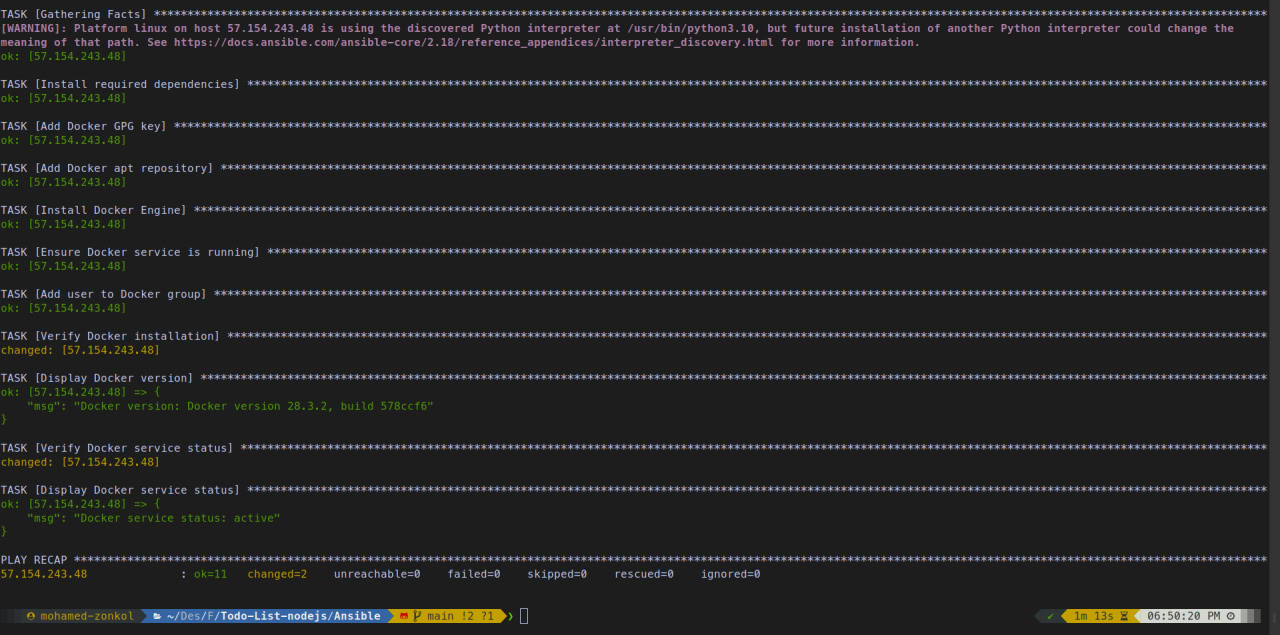 TASK [Gathering Facts] **********************************************************************************************************************************************************************
[WARNING]: Platform linux on host 57.154.243.48 is using the discovered Python interpreter at /usr/bin/python3.10, but future installation of another Python interpreter could change the
meaning of that path. See https://docs.ansible.com/ansible-core/2.18/reference_appendices/interpreter_discovery.html for more information.
ok: [57.154.243.48]
TASK [Install required dependencies] ********************************************************************************************************************************************************
ok: [57.154.243.48]
TASK [Add Docker GPG key] *******************************************************************************************************************************************************************
ok: [57.154.243.48]
TASK [Add Docker apt repository] ************************************************************************************************************************************************************
ok: [57.154.243.48]
TASK [Install Docker Engine] ****************************************************************************************************************************************************************
ok: [57.154.243.48]
TASK [Ensure Docker service is running] *****************************************************************************************************************************************************
ok: [57.154.243.48]
TASK [Add user to Docker group] *************************************************************************************************************************************************************
ok: [57.154.243.48]
TASK [Verify Docker installation] ***********************************************************************************************************************************************************
changed: [57.154.243.48]
TASK [Display Docker version] ***************************************************************************************************************************************************************
ok: [57.154.243.48] => {
    "msg": "Docker version: Docker version 28.3.2, build 578ccf6"
}
TASK [Verify Docker service status] *********************************************************************************************************************************************************
changed: [57.154.243.48]
TASK [Display Docker service status] ********************************************************************************************************************************************************
ok: [57.154.243.48] => {
    "msg": "Docker service status: active"
}
PLAY RECAP **********************************************************************************************************************************************************************************
57.154.243.48              : ok=11   changed=2    unreachable=0    failed=0    skipped=0    rescued=0    ignored=0
mohamed-zonkol ~/Des/F/Todo-List-nodejs/Ansible main !2 ?1 ❯ ✔ 1m 13s 06:50:20 PM